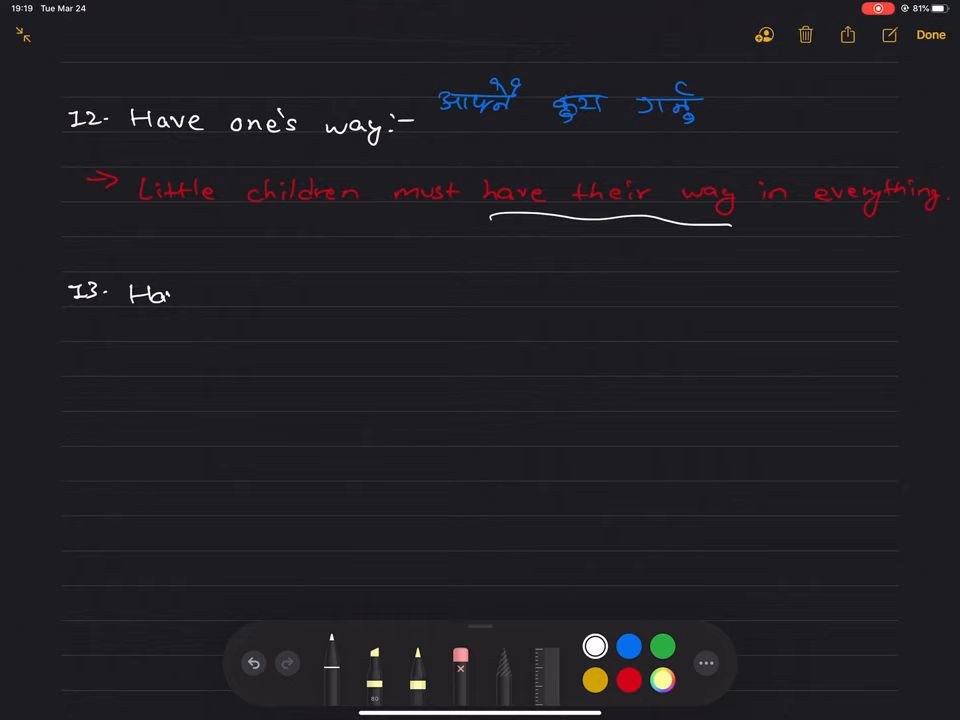 19:19 Tue Mar 24 81%
Done
12. Have one's way:- आफ्नै कुरा गर्नु
→ Little children must have their way in everything.
13. Ha
80